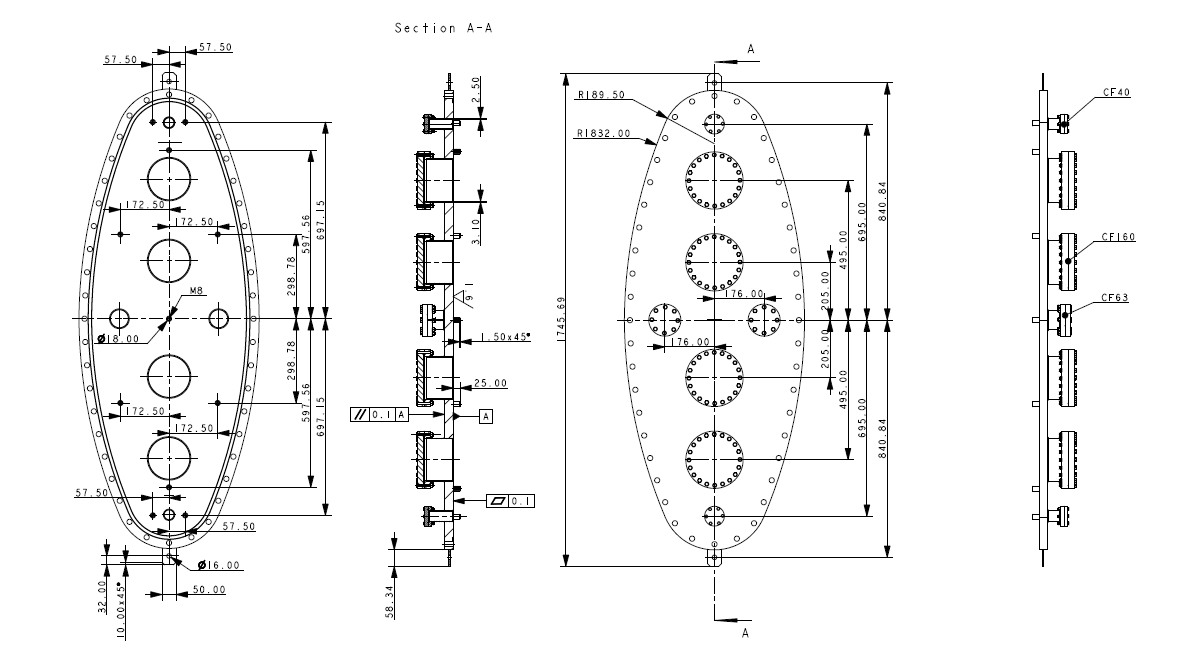 Section A-A
57.50
57.50
172.50
172.50
298.78
597.56
697.15
M8
Ø18.00
298.78
597.56
697.15
172.50
172.50
57.50
57.50
Ø16.00
50.00
32.00
10.00x45°
2.50
3.10
1.50x45°
25.00
// 0.1 A
A
0.1
58.34
A
R189.50
R1832.00
1745.69
176.00
176.00
205.00
495.00
695.00
840.84
205.00
495.00
695.00
840.84
A
CF40
CF160
CF63